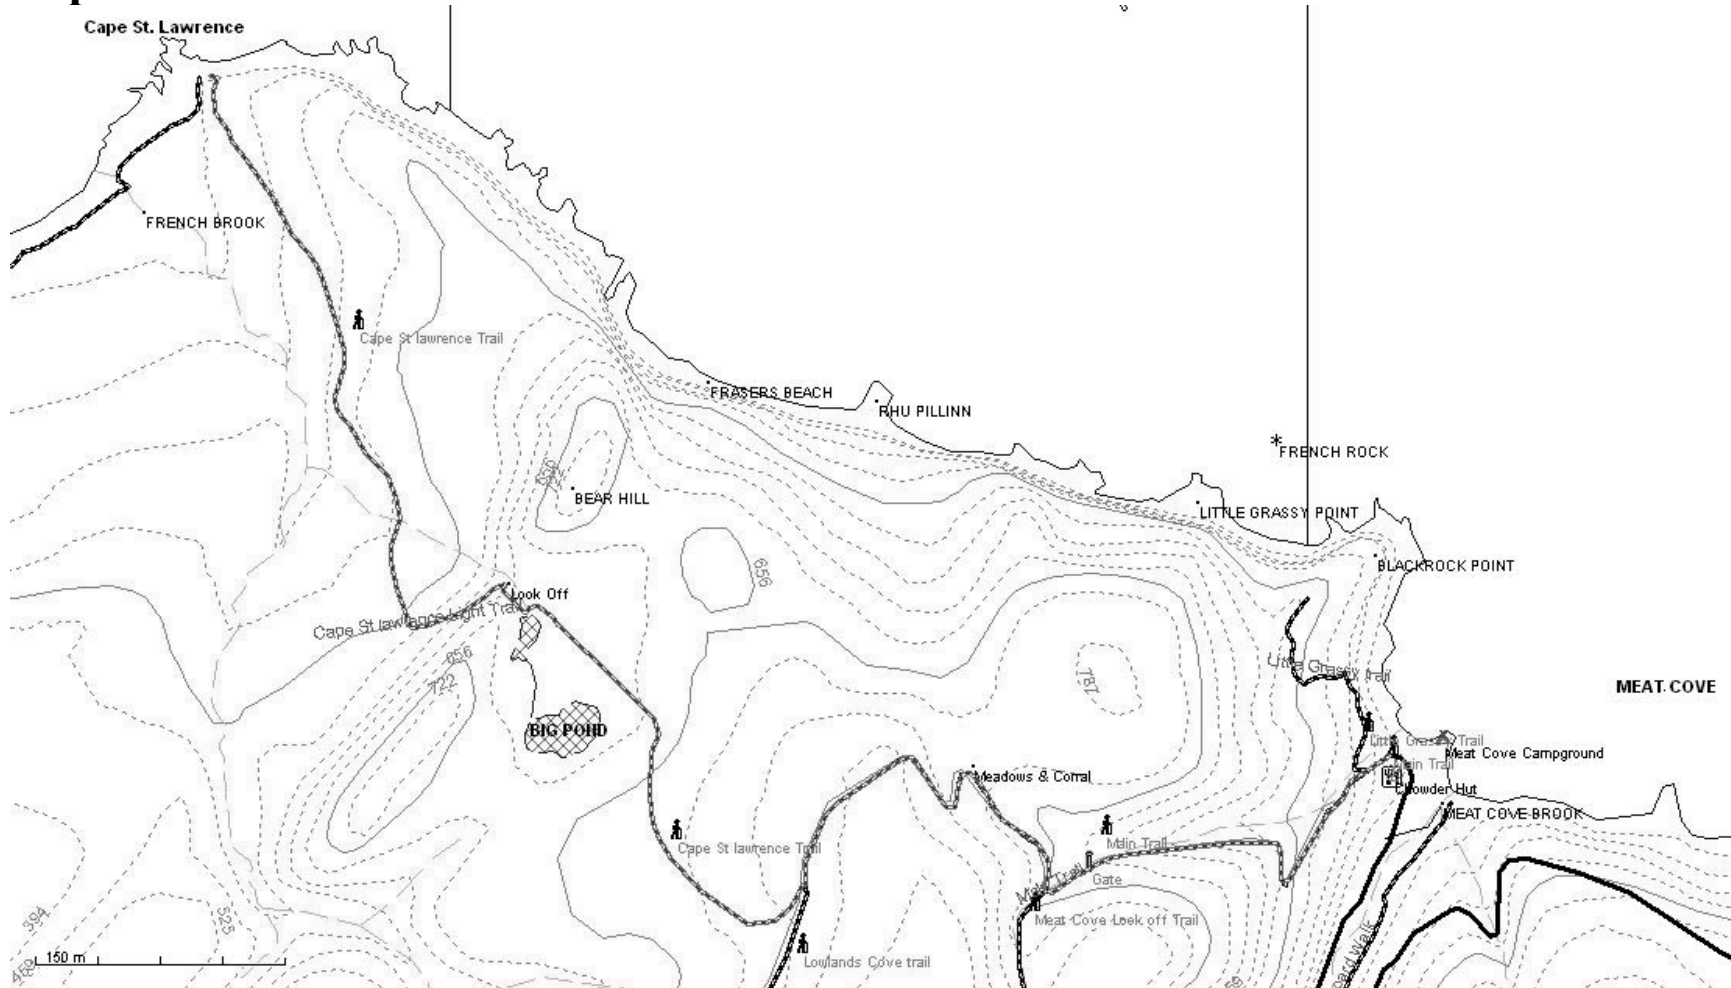 Cape St. Lawrence
FRENCH BROOK
Cape St lawrence Trail
FRASERS BEACH
RHU PILLINN
FRENCH ROCK
BEAR HILL
LITTLE GRASSY POINT
656
BLACKROCK POINT
Look Off
Cape St lawrence Light Trail
656
722
787
Little Grassy trail
MEAT COVE
BIG POND
Little Grassy Trail
Meat Cove Campground
Main Trail
Meadows & Corral
Chowder Hut
MEAT COVE BROOK
Cape St lawrence Trail
Main Trail
Main Trail
Gate
Meat Cove Look off Trail
394
525
459
150 m
Lowlands Cove trail